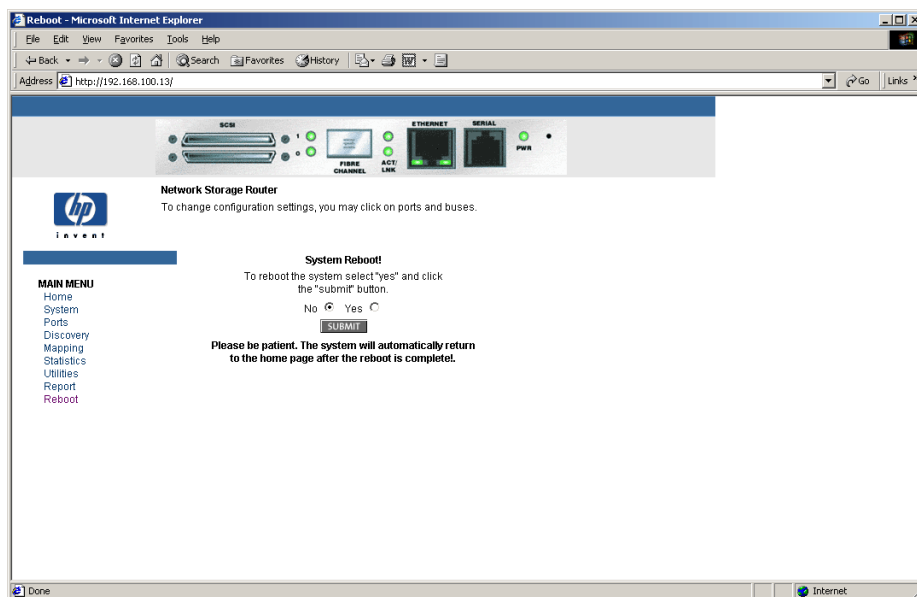 Reboot - Microsoft Internet Explorer
File Edit View Favorites Tools Help
Back Search Favorites History
Address http://192.168.100.13/ Go Links »
SCSI
1
0
FIBRE CHANNEL
ACT/ LNK
ETHERNET
SERIAL
PWR
hp
invent
Network Storage Router
To change configuration settings, you may click on ports and buses.
MAIN MENU
Home
System
Ports
Discovery
Mapping
Statistics
Utilities
Report
Reboot
System Reboot!
To reboot the system select "yes" and click
the "submit" button.
No Yes
SUBMIT
Please be patient. The system will automatically return
to the home page after the reboot is complete!.
Done Internet